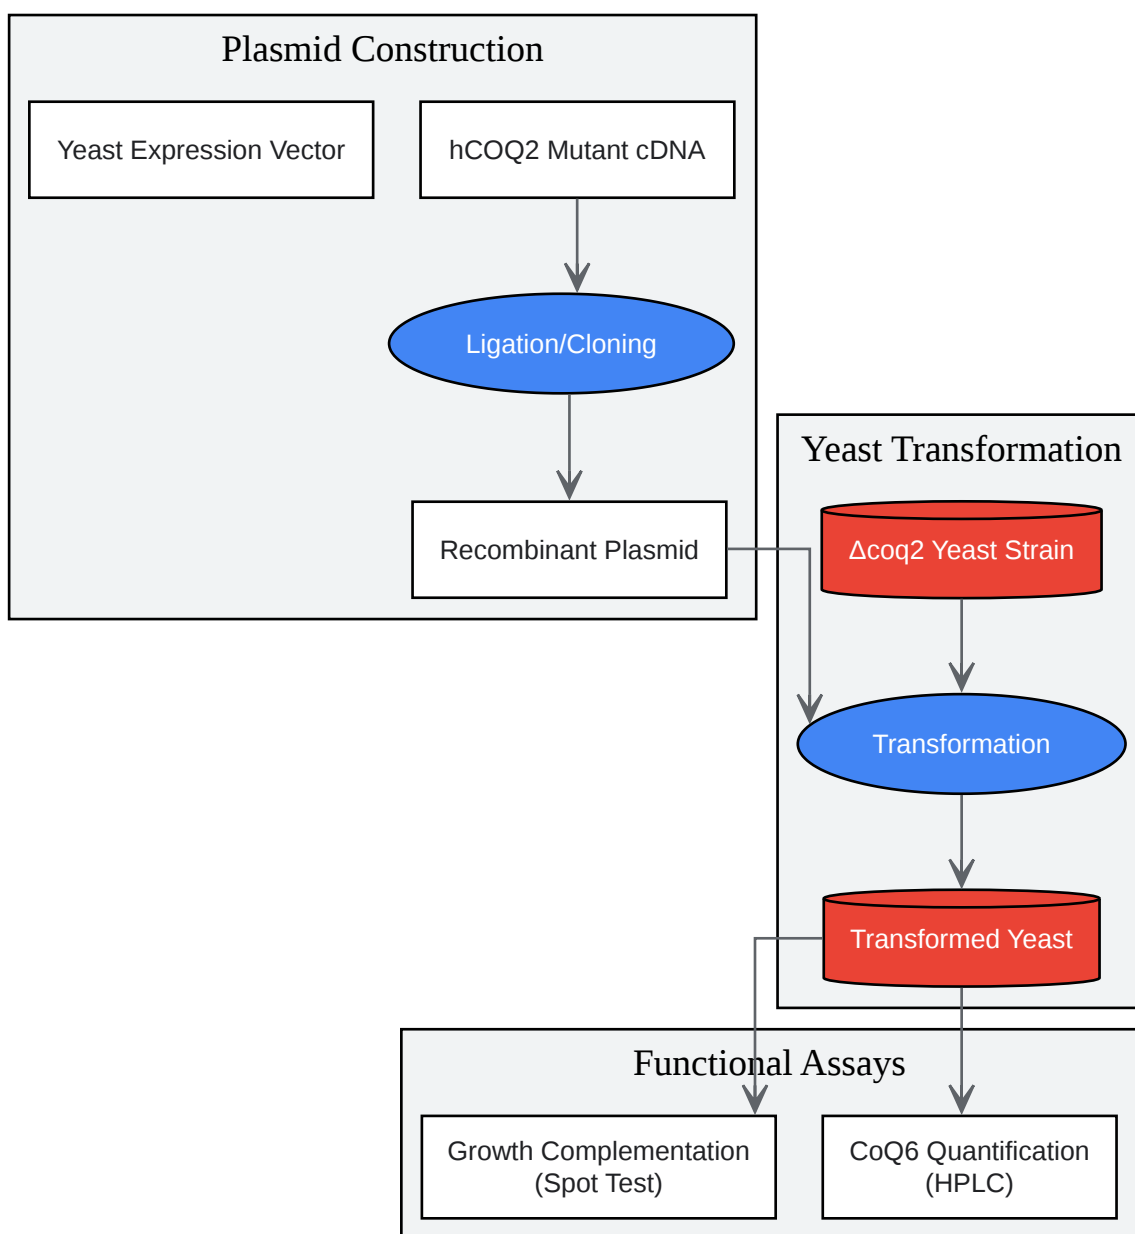 Plasmid Construction
Yeast Expression Vector
hCOQ2 Mutant cDNA
Ligation/Cloning
Recombinant Plasmid
Yeast Transformation
Δcoq2 Yeast Strain
Transformation
Transformed Yeast
Functional Assays
Growth Complementation
(Spot Test)
CoQ6 Quantification
(HPLC)